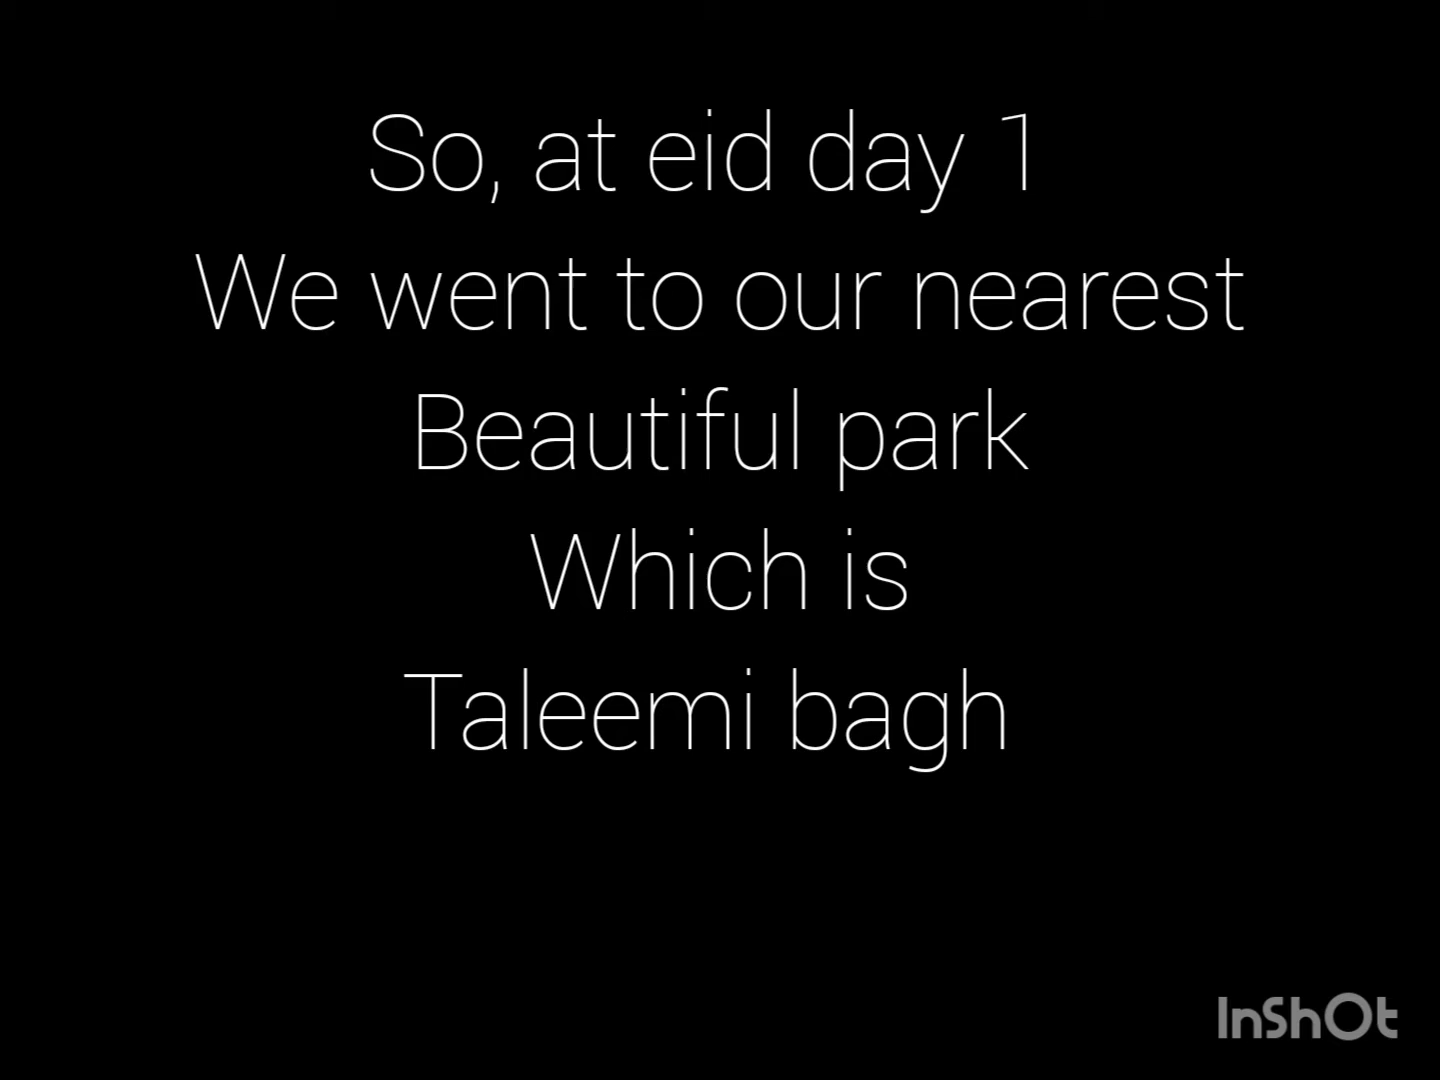 So, at eid day 1
We went to our nearest
Beautiful park
Which is
Taleemi bagh
InShOt